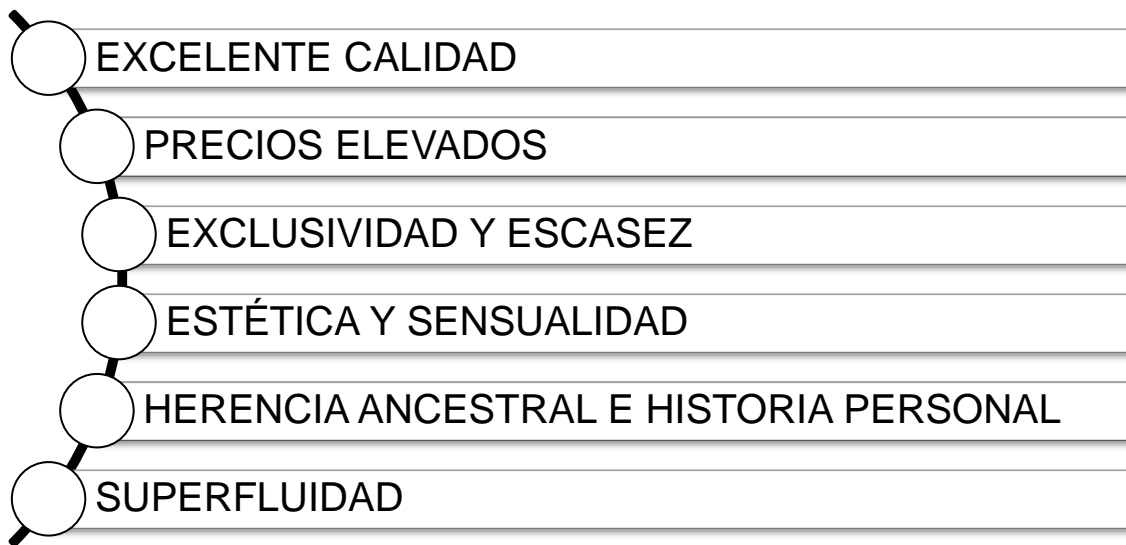 EXCELENTE CALIDAD
PRECIOS ELEVADOS
EXCLUSIVIDAD Y ESCASEZ
ESTÉTICA Y SENSUALIDAD
HERENCIA ANCESTRAL E HISTORIA PERSONAL
SUPERFLUIDAD